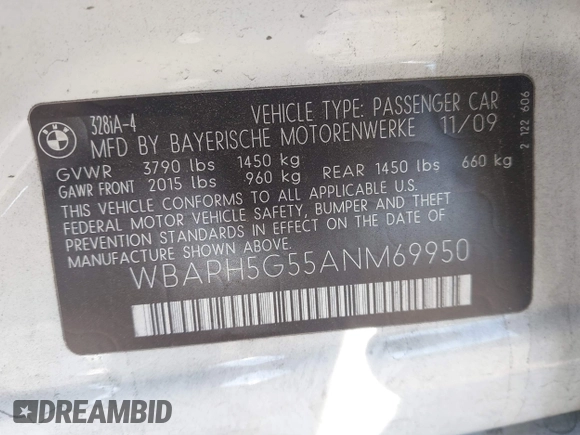 BMW
328iA-4 VEHICLE TYPE: PASSENGER CAR
MFD BY BAYERISCHE MOTORENWERKE 11/09
GVWR 3790 lbs 1450 kg
GAWR FRONT 2015 lbs 960 kg REAR 1450 lbs 660 kg
THIS VEHICLE CONFORMS TO ALL APPLICABLE U.S.
FEDERAL MOTOR VEHICLE SAFETY, BUMPER AND THEFT
PREVENTION STANDARDS IN EFFECT ON THE DATE OF
MANUFACTURE SHOWN ABOVE.
WBAPH5G55ANM69950
2 122 606
DREAMBID